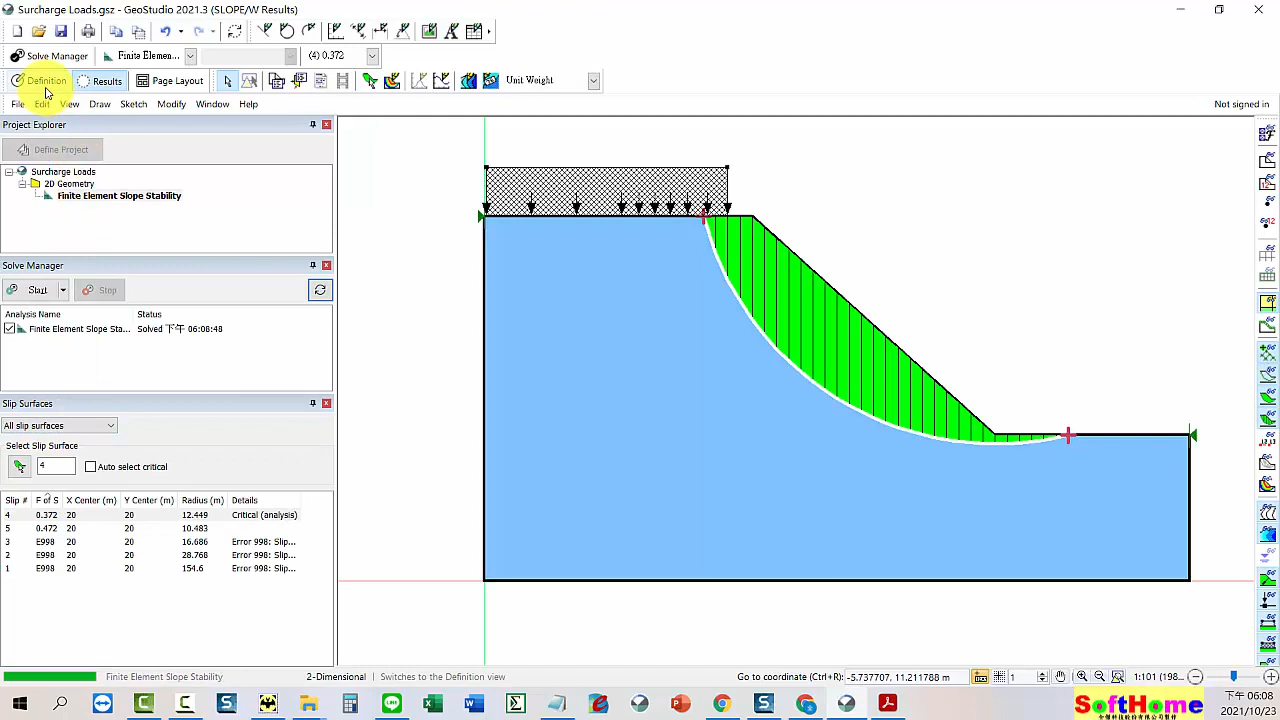 Surcharge Loads.gsz - GeoStudio 2021.3 (SLOPE/W Results)
Solve Manager
Finite Elemen...
(4) 0.372
Definition
Results
Page Layout
Unit Weight
File Edit View Draw Sketch Modify Window Help
Not signed in
Project Explorer
Define Project
Surcharge Loads
2D Geometry
Finite Element Slope Stability
Solve Manager
Start
Stop
Analysis Name Status
Finite Element Slope Sta... Solved 下午 06:08:48
Slip Surfaces
All slip surfaces
Select Slip Surface
4
Auto select critical
Slip # F of S X Center (m) Y Center (m) Radius (m) Details
4 0.372 20 20 12.449 Critical (analysis)
5 0.472 20 20 10.483
3 E998 20 20 16.686 Error 998: Slip...
2 E998 20 20 28.768 Error 998: Slip...
1 E998 20 20 154.6 Error 998: Slip...
Finite Element Slope Stability
2-Dimensional
Switches to the Definition view
Go to coordinate (Actual):
-5.737707, 11.211788 m
1
1:101 (198...
SoftHome
下午 06:08
2021/10/23